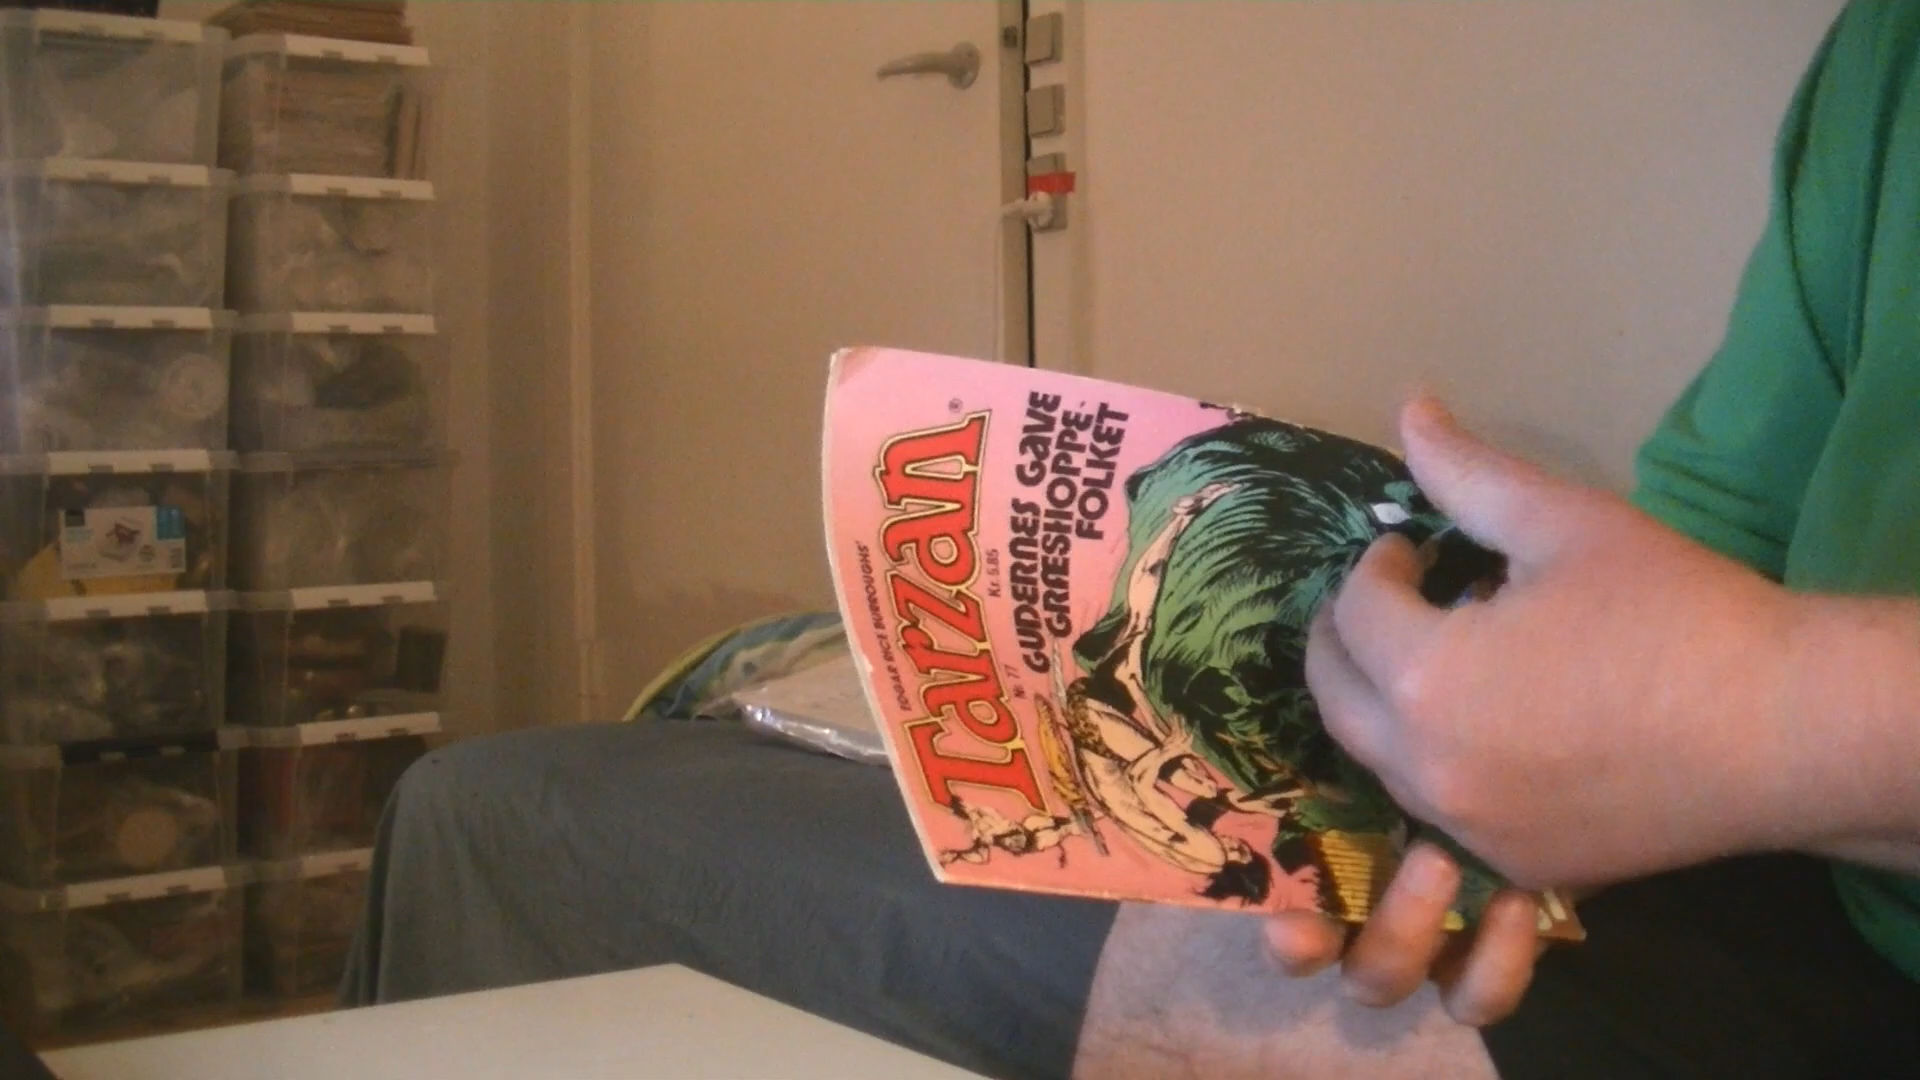 EDGAR RICE BURROUGHS'
Tarzan®
Nr. 77
Kr. 5.85
GUDERNES GAVE
GRÆSHOPPE-
FOLKET